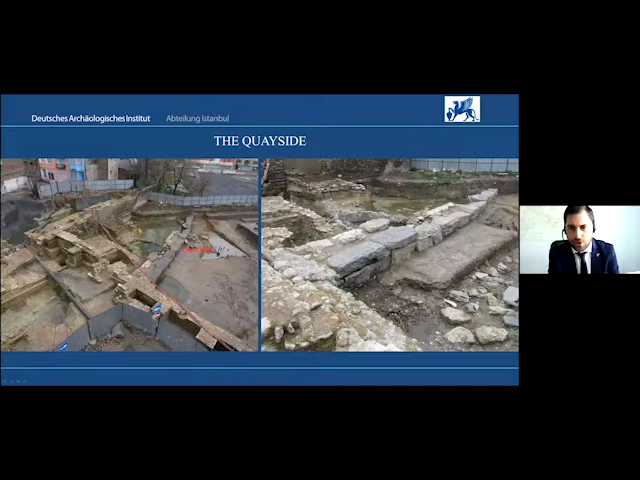 Deutsches Archäologisches Institut Abteilung Istanbul
THE QUAYSIDE